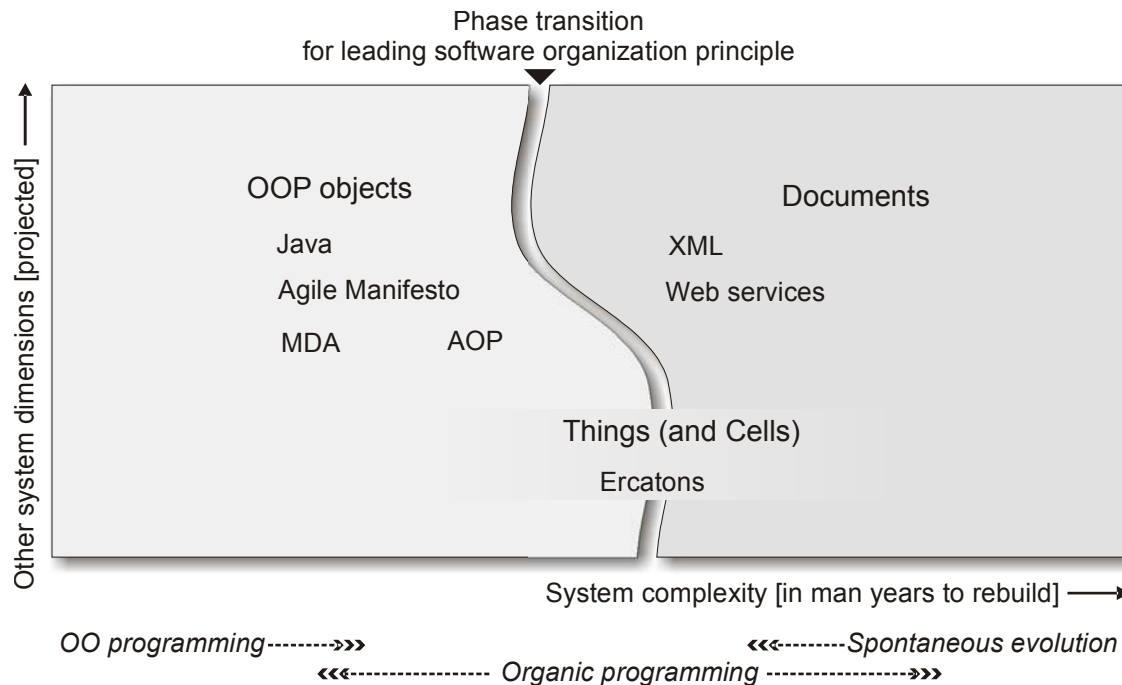 Phase transition
for leading software organization principle
Other system dimensions [projected]
OOP objects
Documents
Java
XML
Agile Manifesto
Web services
MDA
AOP
Things (and Cells)
Ercatons
System complexity [in man years to rebuild]
OO programming
Spontaneous evolution
Organic programming